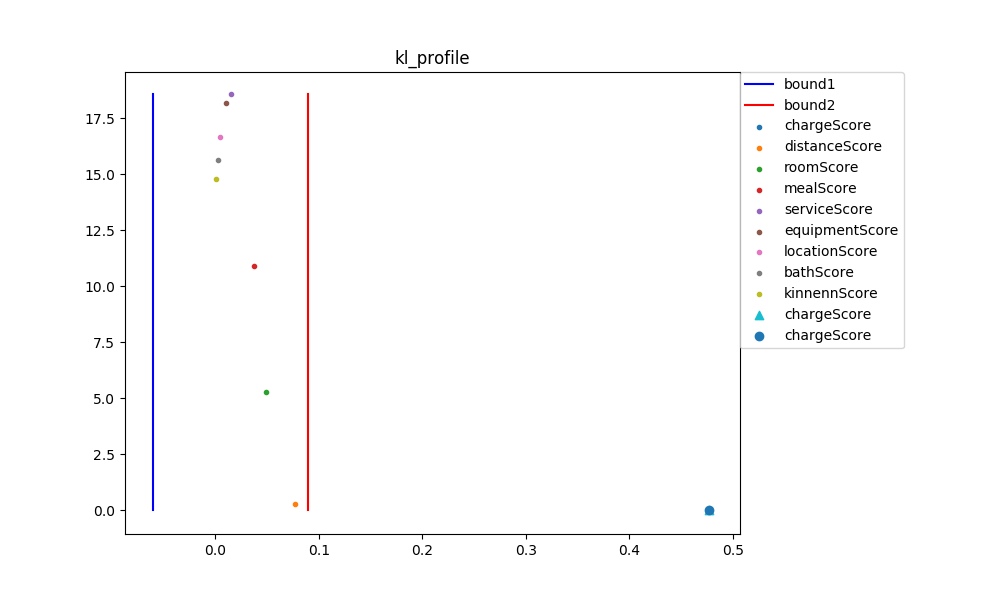 kl_profile
17.5
15.0
12.5
10.0
7.5
5.0
2.5
0.0
0.0 0.1 0.2 0.3 0.4 0.5
bound1
bound2
chargeScore
distanceScore
roomScore
mealScore
serviceScore
equipmentScore
locationScore
bathScore
kinnennScore
chargeScore
chargeScore